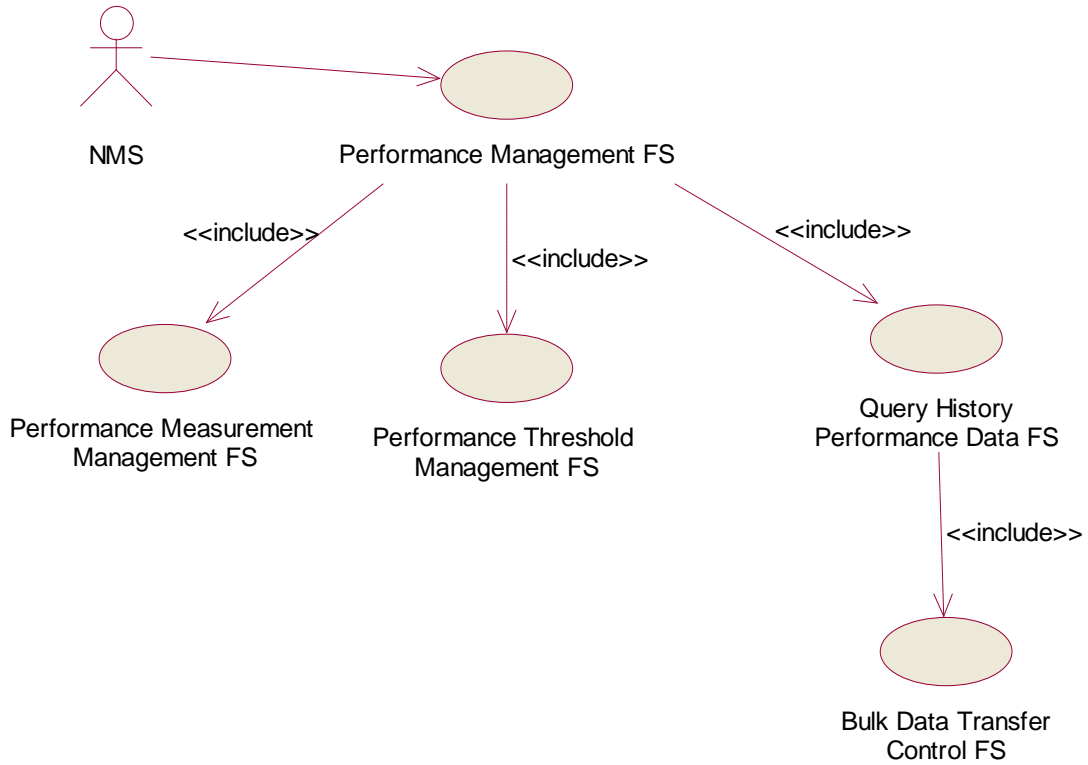 NMS
Performance Management FS
<<include>>
<<include>>
<<include>>
Performance Measurement
Management FS
Performance Threshold
Management FS
Query History
Performance Data FS
<<include>>
Bulk Data Transfer
Control FS